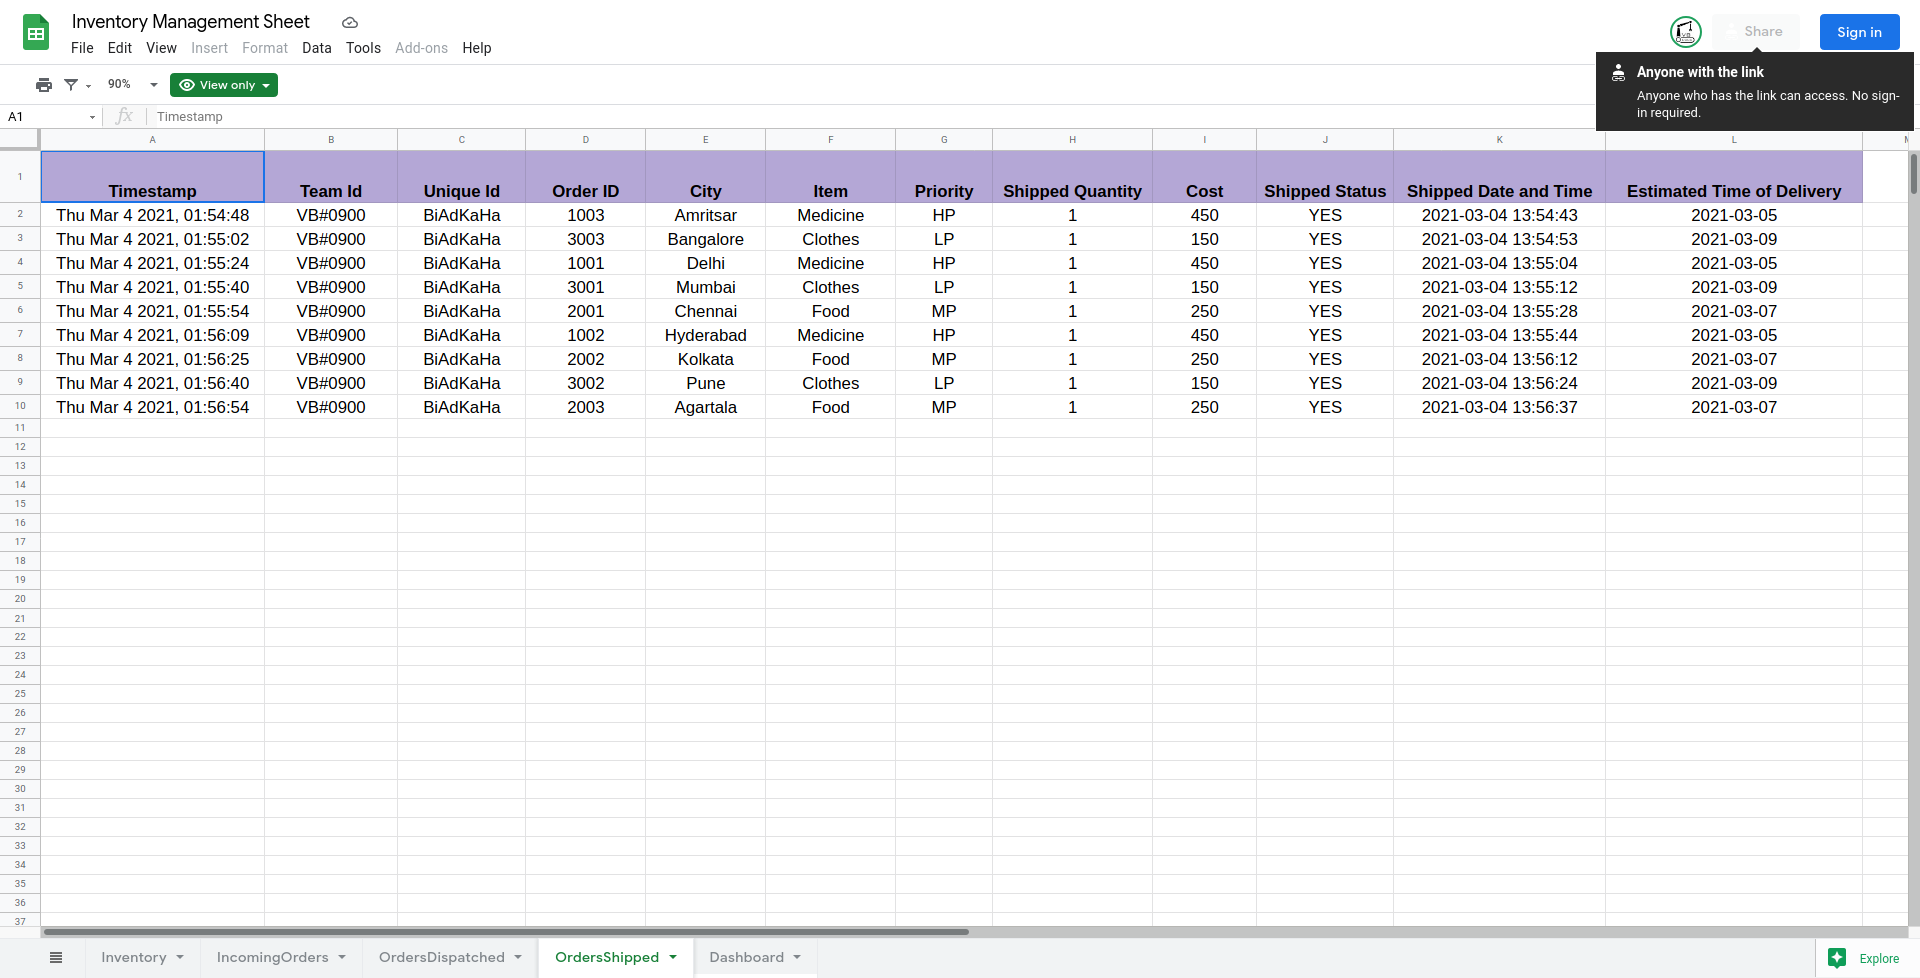 Inventory Management Sheet
File Edit View Insert Format Data Tools Add-ons Help
Share
Sign in
90% View only
Anyone with the link
Anyone who has the link can access. No sign-
in required.
A1 fx Timestamp
A B C D E F G H I J K L
1 Timestamp Team Id Unique Id Order ID City Item Priority Shipped Quantity Cost Shipped Status Shipped Date and Time Estimated Time of Delivery
2 Thu Mar 4 2021, 01:54:48 VB#0900 BiAdKaHa 1003 Amritsar Medicine HP 1 450 YES 2021-03-04 13:54:43 2021-03-05
3 Thu Mar 4 2021, 01:55:02 VB#0900 BiAdKaHa 3003 Bangalore Clothes LP 1 150 YES 2021-03-04 13:54:53 2021-03-09
4 Thu Mar 4 2021, 01:55:24 VB#0900 BiAdKaHa 1001 Delhi Medicine HP 1 450 YES 2021-03-04 13:55:04 2021-03-05
5 Thu Mar 4 2021, 01:55:40 VB#0900 BiAdKaHa 3001 Mumbai Clothes LP 1 150 YES 2021-03-04 13:55:12 2021-03-09
6 Thu Mar 4 2021, 01:55:54 VB#0900 BiAdKaHa 2001 Chennai Food MP 1 250 YES 2021-03-04 13:55:28 2021-03-07
7 Thu Mar 4 2021, 01:56:09 VB#0900 BiAdKaHa 1002 Hyderabad Medicine HP 1 450 YES 2021-03-04 13:55:44 2021-03-05
8 Thu Mar 4 2021, 01:56:25 VB#0900 BiAdKaHa 2002 Kolkata Food MP 1 250 YES 2021-03-04 13:56:12 2021-03-07
9 Thu Mar 4 2021, 01:56:40 VB#0900 BiAdKaHa 3002 Pune Clothes LP 1 150 YES 2021-03-04 13:56:24 2021-03-09
10 Thu Mar 4 2021, 01:56:54 VB#0900 BiAdKaHa 2003 Agartala Food MP 1 250 YES 2021-03-04 13:56:37 2021-03-07
11
12
13
14
15
16
17
18
19
20
21
22
23
24
25
26
27
28
29
30
31
32
33
34
35
36
37
Inventory IncomingOrders OrdersDispatched OrdersShipped Dashboard Explore